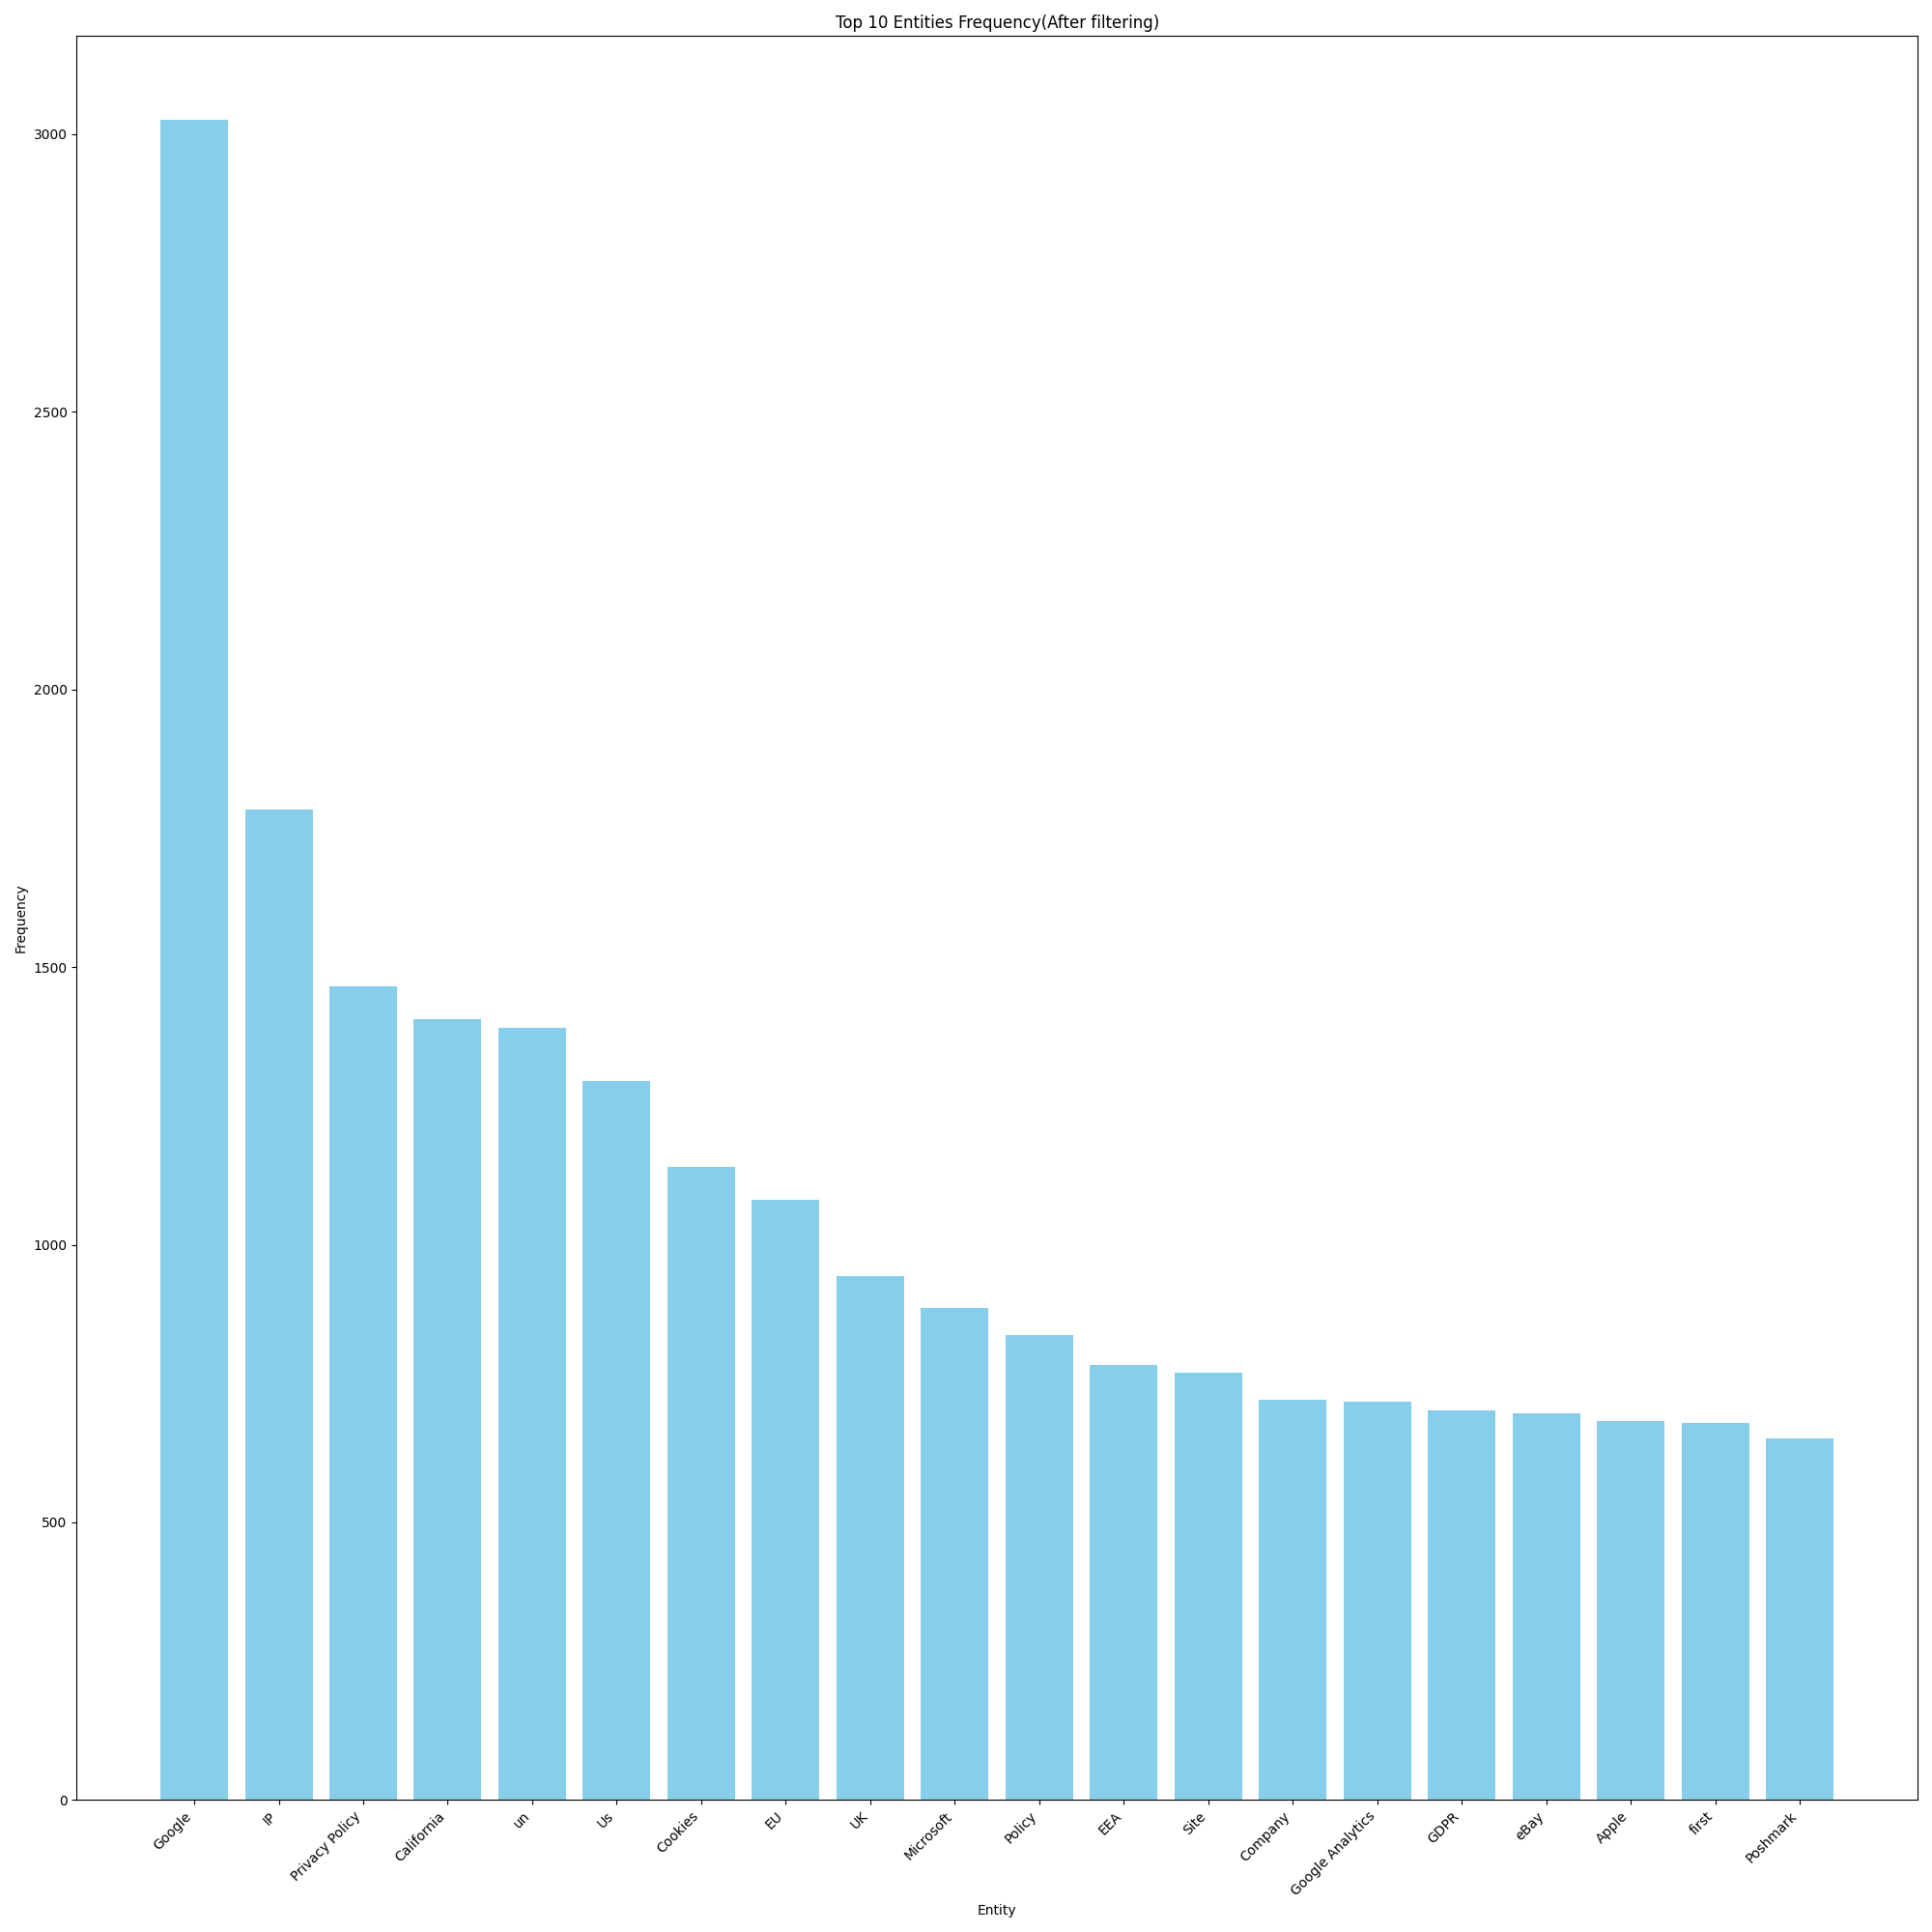 Top 10 Entities Frequency(After filtering)
Frequency
3000
2500
2000
1500
1000
500
0
Google
IP
Privacy Policy
California
un
Us
Cookies
EU
UK
Microsoft
Policy
EEA
Site
Company
Google Analytics
GDPR
eBay
Apple
first
Poshmark
Entity